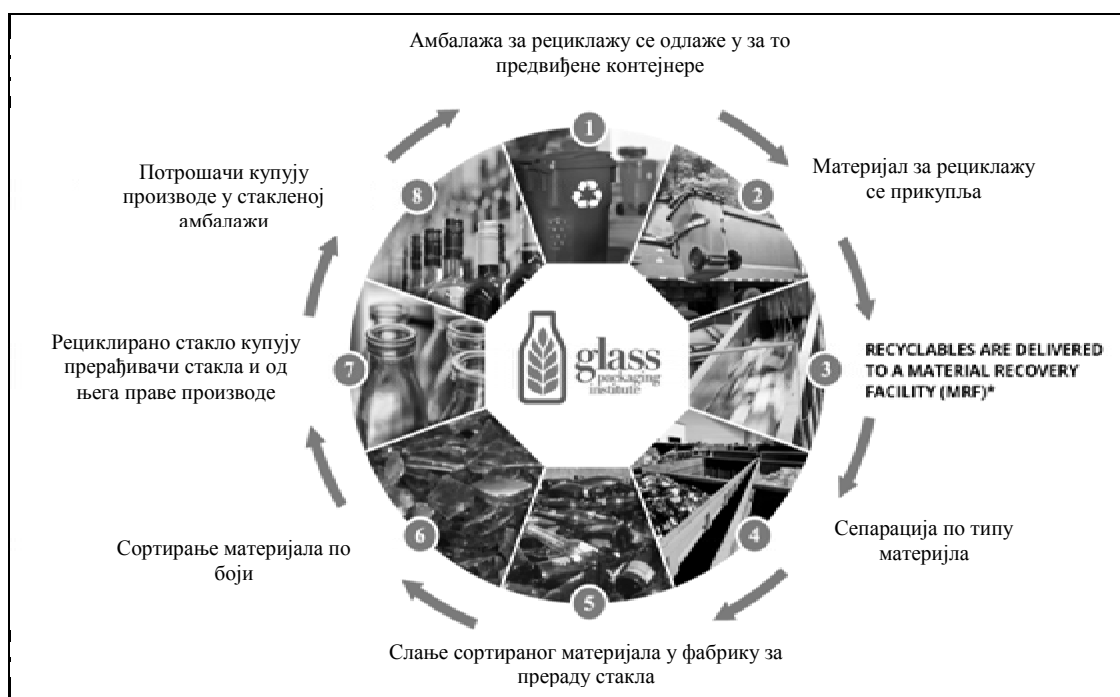 Амбалажа за рециклажу се одлаже у за то
предвиђене контејнере
1
Материјал за рециклажу
се прикупља
2
RECYCLABLES ARE DELIVERED
TO A MATERIAL RECOVERY
FACILITY (MRF)*
3
Сепарација по типу
материјла
4
Слање сортираног материјала у фабрику за
прераду стакла
5
Сортирање материјала по
боји
6
Рециклирано стакло купују
прерађивачи стакла и од
њега праве производе
7
Потрошачи купују
производе у стакленој
амбалажи
8
glass
packaging
institute